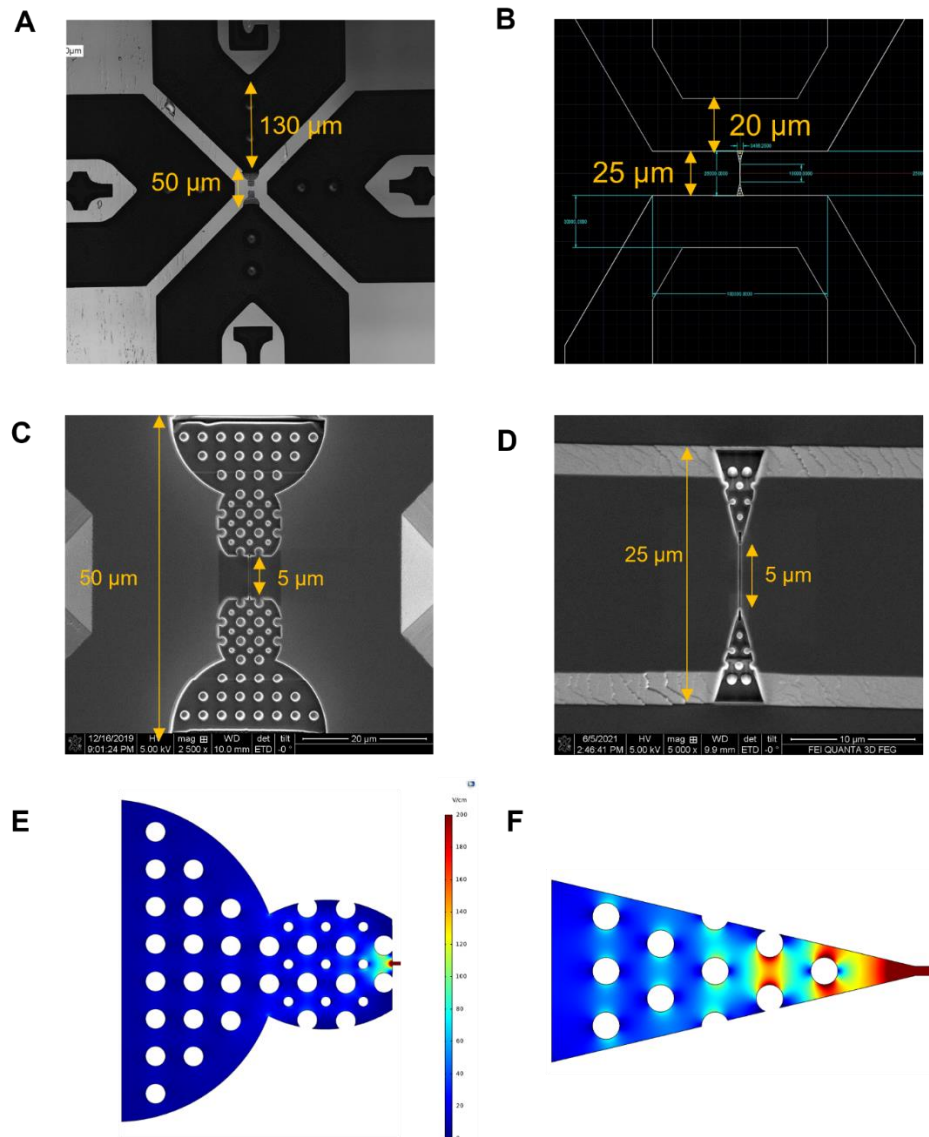 A
0µm
130 µm
50 µm
B
20 µm
25 µm
C
50 µm
5 µm
12/16/2019
9:01:24 PM
HV
5.00 kV
mag
2 500 x
WD
10.0 mm
det
ETD
tilt
-0 °
20 µm
D
25 µm
5 µm
6/5/2021
2:46:41 PM
HV
5.00 kV
mag
5 000 x
WD
9.9 mm
det
ETD
tilt
-0 °
10 µm
FEI QUANTA 3D FEG
E
V/cm
200
180
160
140
120
100
80
60
40
20
F